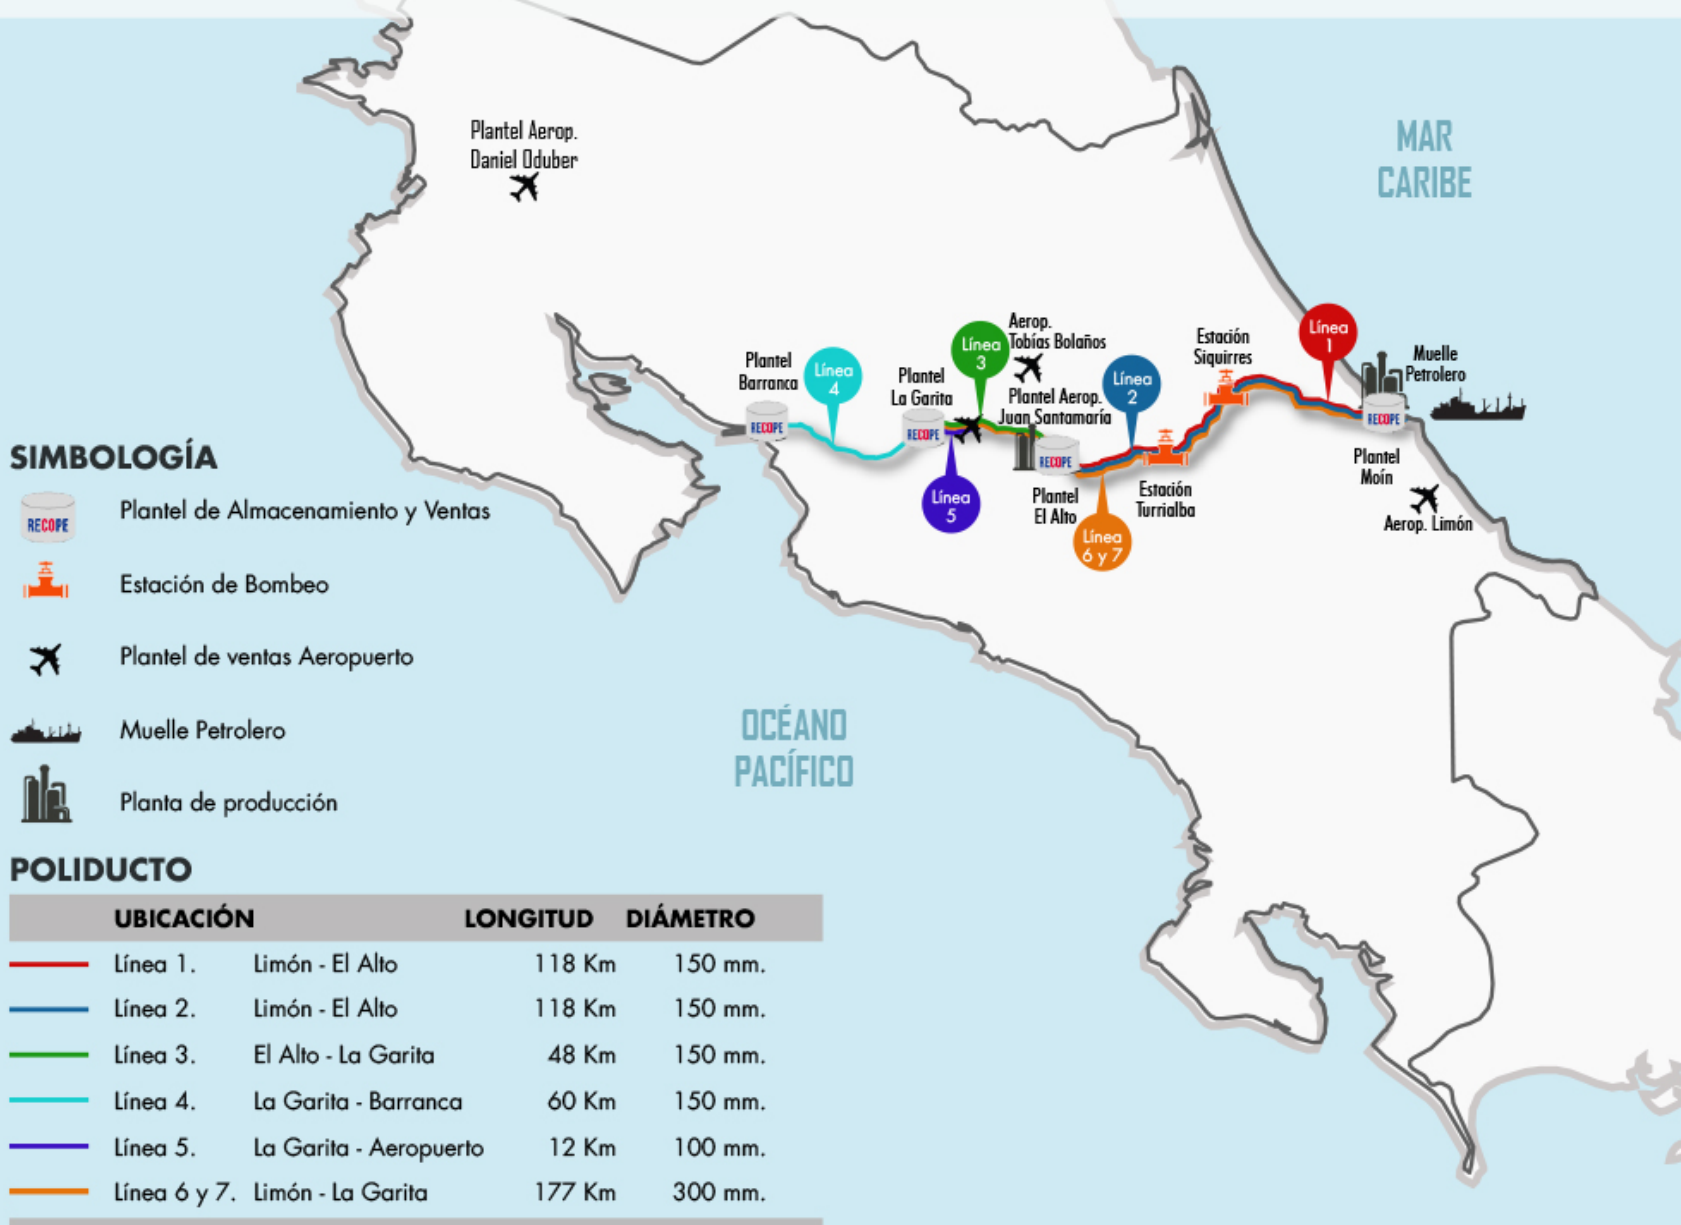 Plantel Aerop.
Daniel Oduber
MAR
CARIBE
Aerop.
Tobías Bolaños
Línea
3
Línea
1
Estación
Siquirres
Muelle
Petrolero
Plantel
Barranca
Línea
4
Plantel
La Garita
Línea
2
Plantel Aerop.
Juan Santamaría
RECOPE
RECOPE
RECOPE
RECOPE
Plantel
Moín
Línea
5
Plantel
El Alto
Estación
Turrialba
Línea
6 y 7
Aerop. Limón
OCÉANO
PACÍFICO
SIMBOLOGÍA
RECOPE
Plantel de Almacenamiento y Ventas
Estación de Bombeo
Plantel de ventas Aeropuerto
Muelle Petrolero
Planta de producción
POLIDUCTO
UBICACIÓN LONGITUD DIÁMETRO
Línea 1. Limón - El Alto 118 Km 150 mm.
Línea 2. Limón - El Alto 118 Km 150 mm.
Línea 3. El Alto - La Garita 48 Km 150 mm.
Línea 4. La Garita - Barranca 60 Km 150 mm.
Línea 5. La Garita - Aeropuerto 12 Km 100 mm.
Línea 6 y 7. Limón - La Garita 177 Km 300 mm.